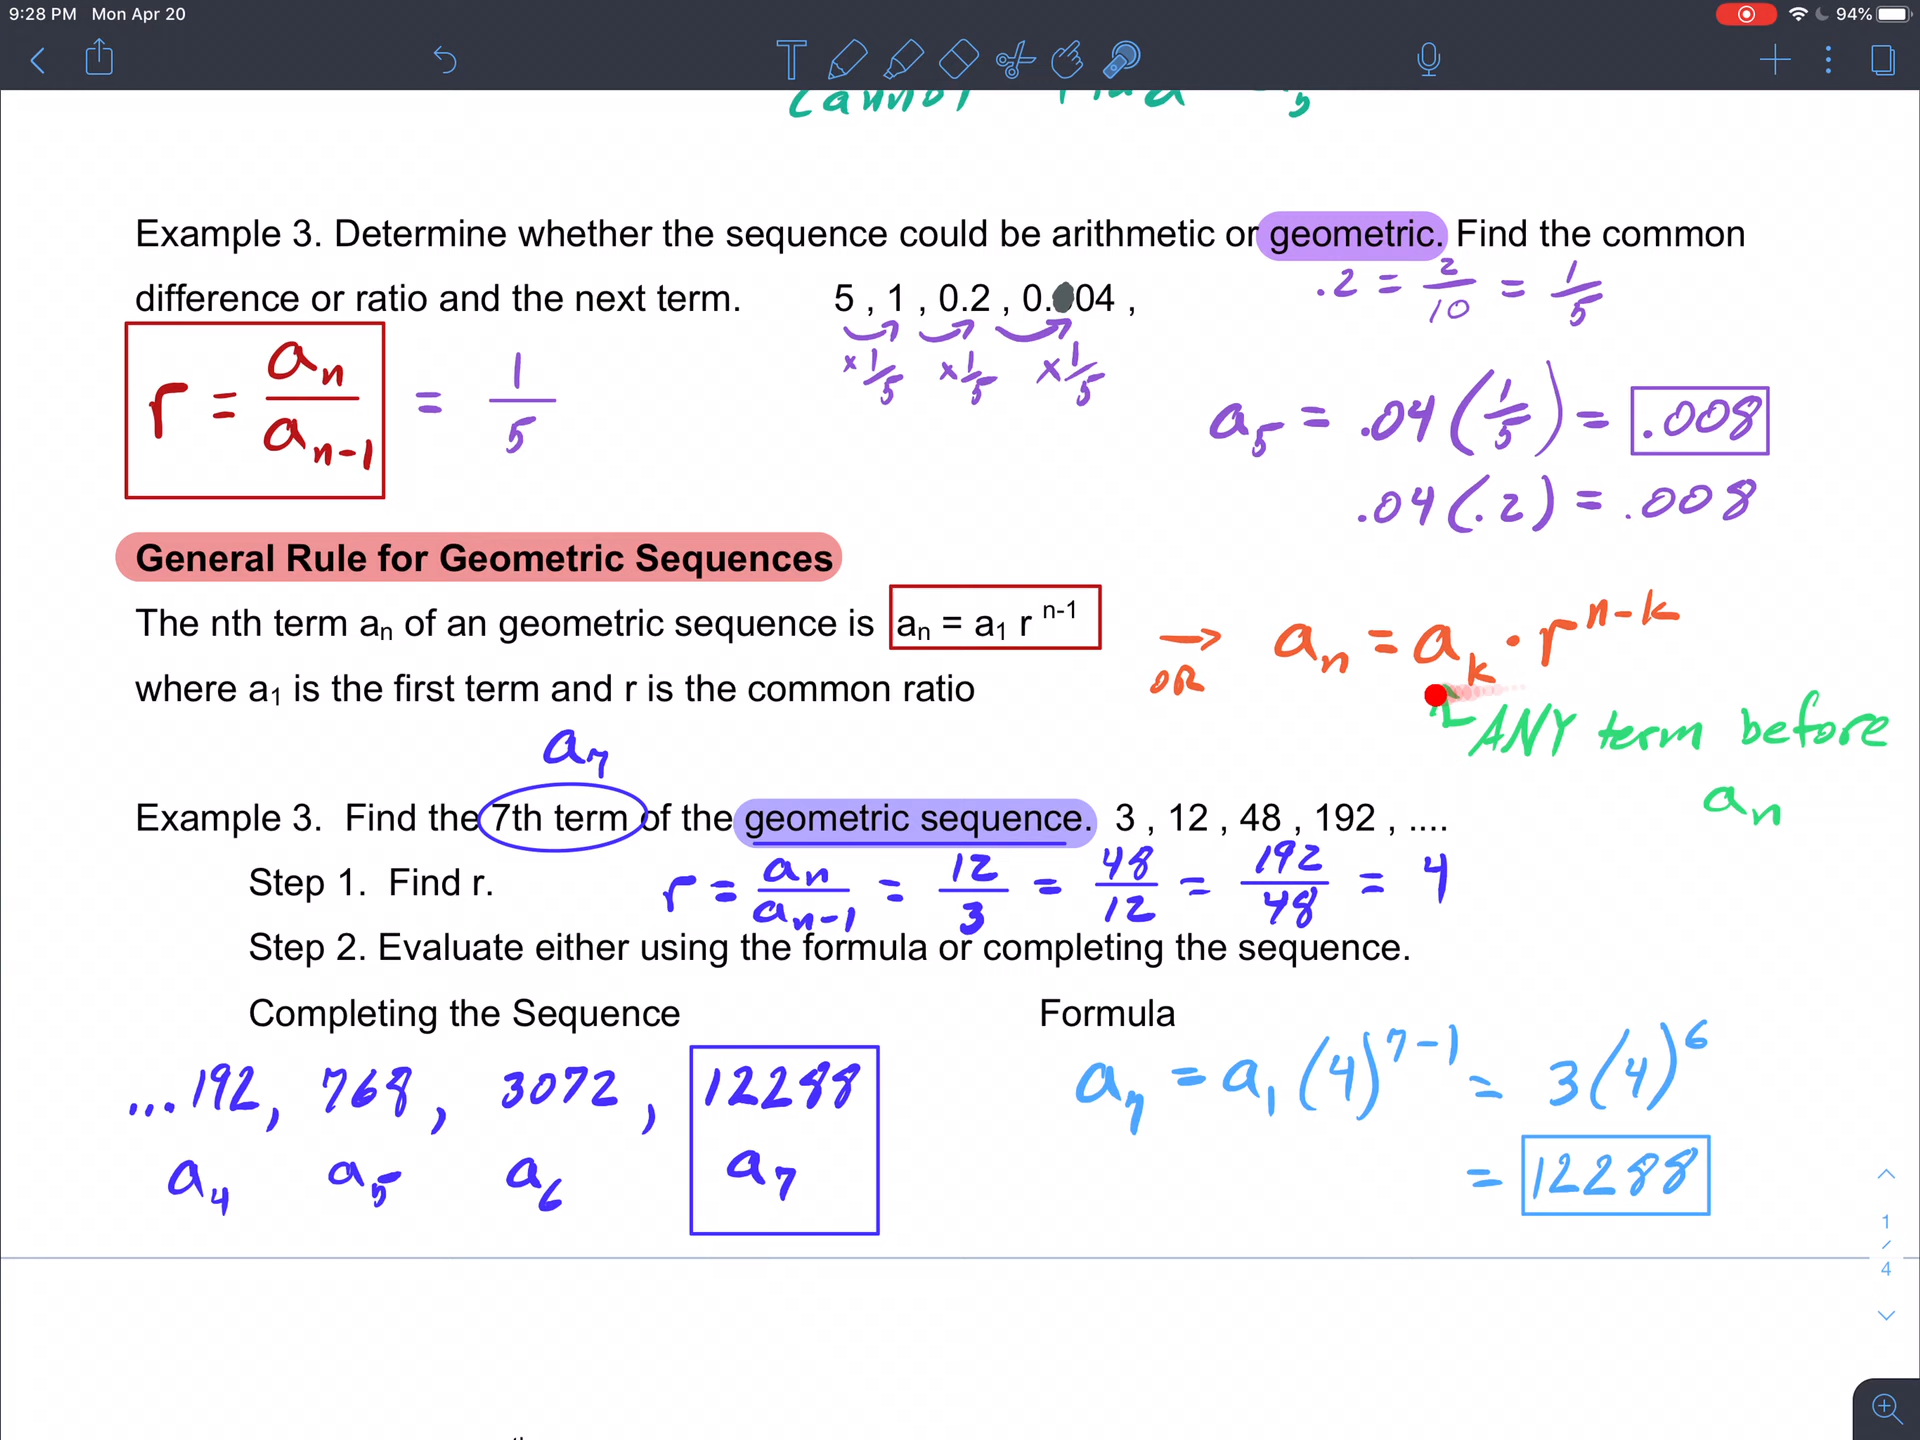 9:28 PM Mon Apr 20
94%
cannot find a5
Example 3. Determine whether the sequence could be arithmetic or geometric. Find the common
.2 = 2/10 = 1/5
difference or ratio and the next term. 5 , 1 , 0.2 , 0.04 ,
×1/5 ×1/5 ×1/5
r = an/an-1 = 1/5
a5 = .04 (1/5) = .008
.04 (.2) = .008
General Rule for Geometric Sequences
The nth term an of an geometric sequence is an = a1 r n-1
→ OR an = ak · r n-k
where a1 is the first term and r is the common ratio
ANY term before
an
a7
Example 3. Find the 7th term of the geometric sequence. 3 , 12 , 48 , 192 , ....
Step 1. Find r. r = an/an-1 = 12/3 = 48/12 = 192/48 = 4
Step 2. Evaluate either using the formula or completing the sequence.
Completing the Sequence
...192, 768, 3072, 12288
a4 a5 a6 a7
Formula
a7 = a1 (4)7-1 = 3(4)6
= 12288
1
/
4